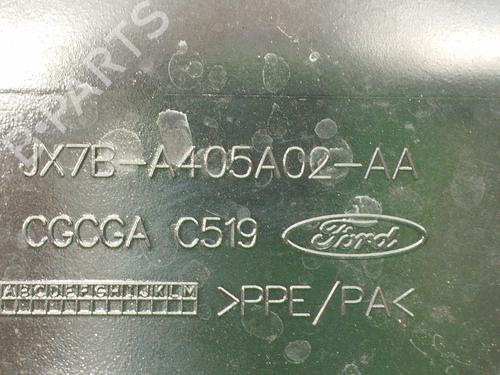 B-PARTS
JX7B-A405A02-AA
CGCGA C519 Ford
ABCDEFGHIJKLM >PPE/PA<